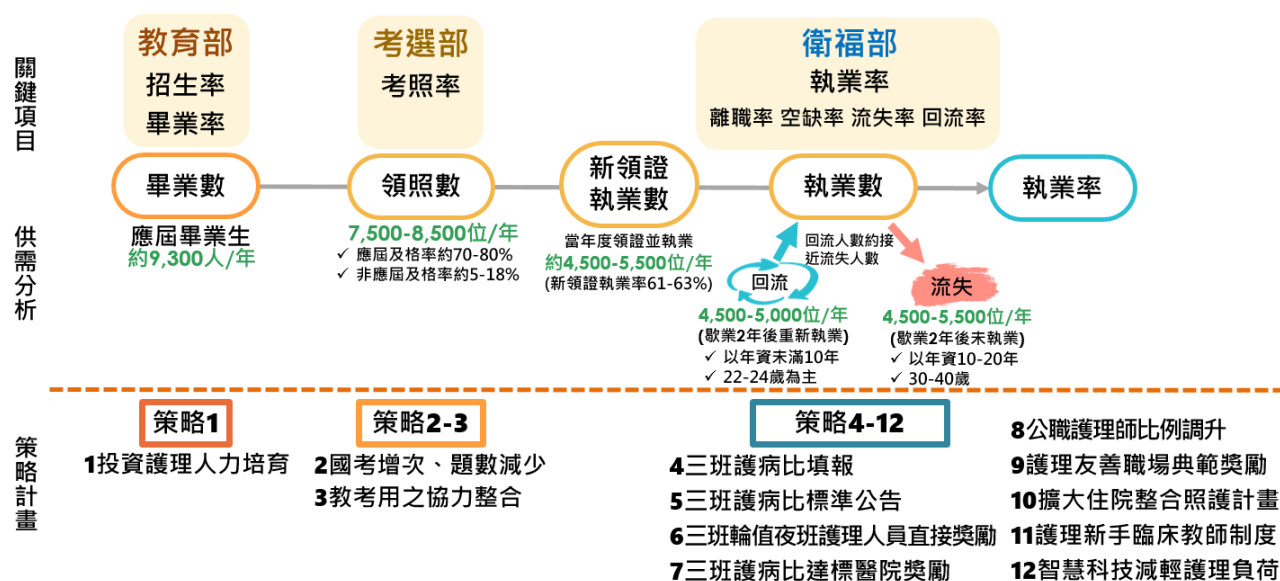 關鍵項目
教育部
招生率
畢業率
考選部
考照率
衛福部
執業率
離職率 空缺率 流失率 回流率
畢業數
領照數
新領證
執業數
執業數
執業率
供需分析
應屆畢業生
約9,300人/年
7,500-8,500位/年
✓ 應屆及格率約70-80%
✓ 非應屆及格率約5-18%
當年度領證並執業
約4,500-5,500位/年
(新領證執業率61-63%)
回流人數約接
近流失人數
回流
4,500-5,000位/年
(歇業2年後重新執業)
✓ 以年資未滿10年
✓ 22-24歲為主
流失
4,500-5,500位/年
(歇業2年後未執業)
✓ 以年資10-20年
✓ 30-40歲
策略計畫
策略1
1投資護理人力培育
策略2-3
2國考增次、題數減少
3教考用之協力整合
策略4-12
4三班護病比填報
5三班護病比標準公告
6三班輪值夜班護理人員直接獎勵
7三班護病比達標醫院獎勵
8公職護理師比例調升
9護理友善職場典範獎勵
10擴大住院整合照護計畫
11護理新手臨床教師制度
12智慧科技減輕護理負荷